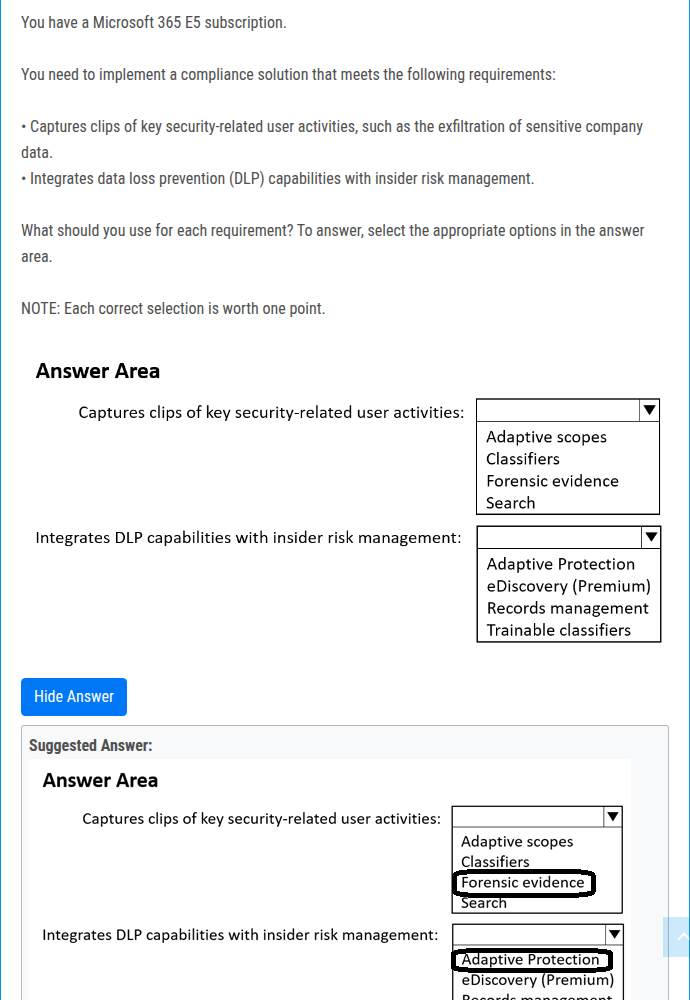 You have a Microsoft 365 E5 subscription.
You need to implement a compliance solution that meets the following requirements:
• Captures clips of key security-related user activities, such as the exfiltration of sensitive company
data.
• Integrates data loss prevention (DLP) capabilities with insider risk management.
What should you use for each requirement? To answer, select the appropriate options in the answer
area.
NOTE: Each correct selection is worth one point.
Answer Area
Captures clips of key security-related user activities:
Adaptive scopes
Classifiers
Forensic evidence
Search
Integrates DLP capabilities with insider risk management:
Adaptive Protection
eDiscovery (Premium)
Records management
Trainable classifiers
Hide Answer
Suggested Answer:
Answer Area
Captures clips of key security-related user activities:
Adaptive scopes
Classifiers
Forensic evidence
Search
Integrates DLP capabilities with insider risk management:
Adaptive Protection
eDiscovery (Premium)
Records management